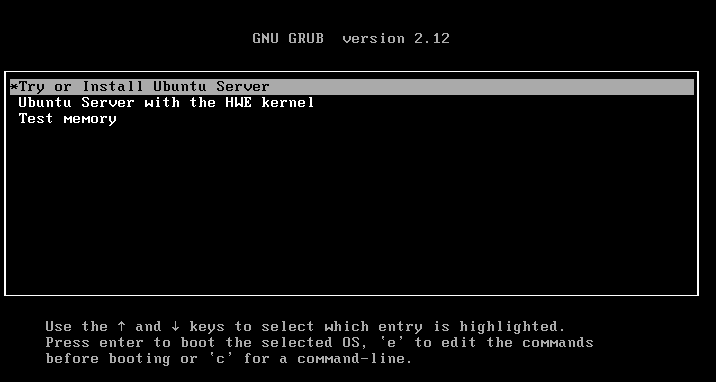 GNU GRUB  version 2.12
*Try or Install Ubuntu Server
Ubuntu Server with the HWE kernel
Test memory
Use the ↑ and ↓ keys to select which entry is highlighted.
Press enter to boot the selected OS, `e' to edit the commands
before booting or `c' for a command-line.